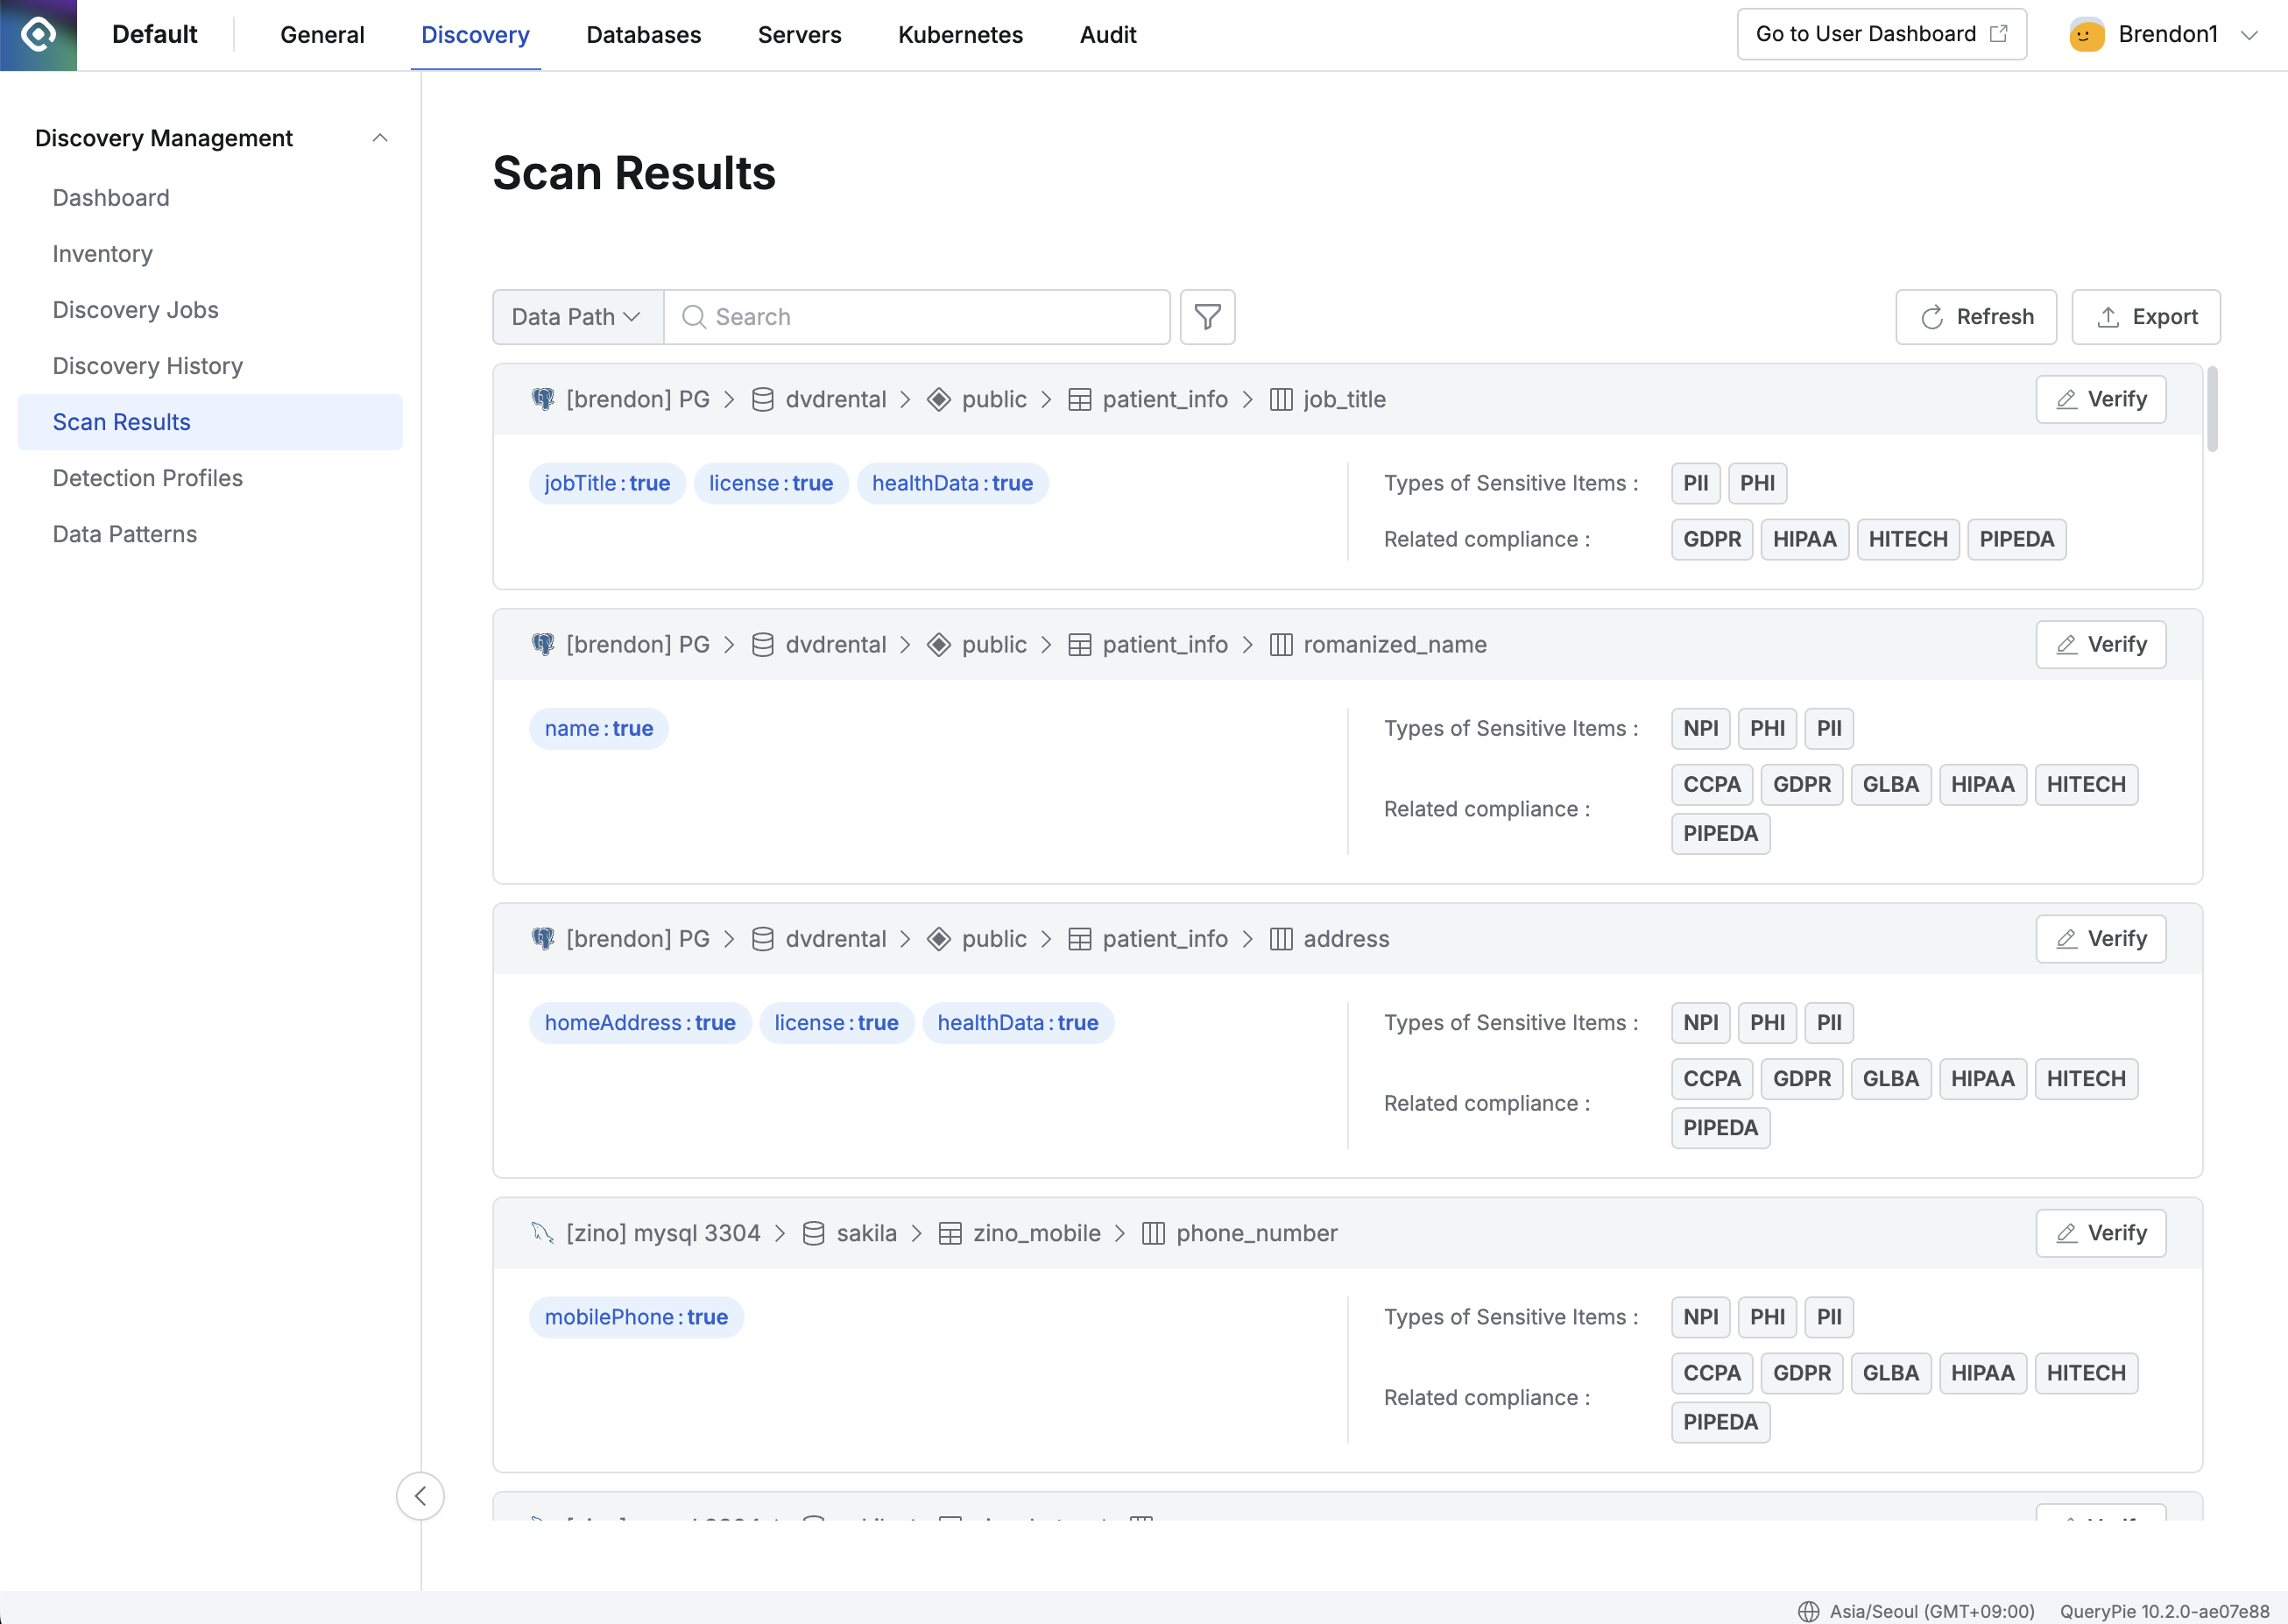 Default General Discovery Databases Servers Kubernetes Audit Go to User Dashboard Brendon1
Discovery Management
Dashboard
Inventory
Discovery Jobs
Discovery History
Scan Results
Detection Profiles
Data Patterns
Scan Results
Data Path Search Refresh Export
[brendon] PG dvdrental public patient_info job_title Verify
jobTitle : true license : true healthData : true
Types of Sensitive Items : PII PHI
Related compliance : GDPR HIPAA HITECH PIPEDA
[brendon] PG dvdrental public patient_info romanized_name Verify
name : true
Types of Sensitive Items : NPI PHI PII
Related compliance : CCPA GDPR GLBA HIPAA HITECH
PIPEDA
[brendon] PG dvdrental public patient_info address Verify
homeAddress : true license : true healthData : true
Types of Sensitive Items : NPI PHI PII
Related compliance : CCPA GDPR GLBA HIPAA HITECH
PIPEDA
[zino] mysql 3304 sakila zino_mobile phone_number Verify
mobilePhone : true
Types of Sensitive Items : NPI PHI PII
Related compliance : CCPA GDPR GLBA HIPAA HITECH
PIPEDA
Asia/Seoul (GMT+09:00) QueryPie 10.2.0-ae07e88